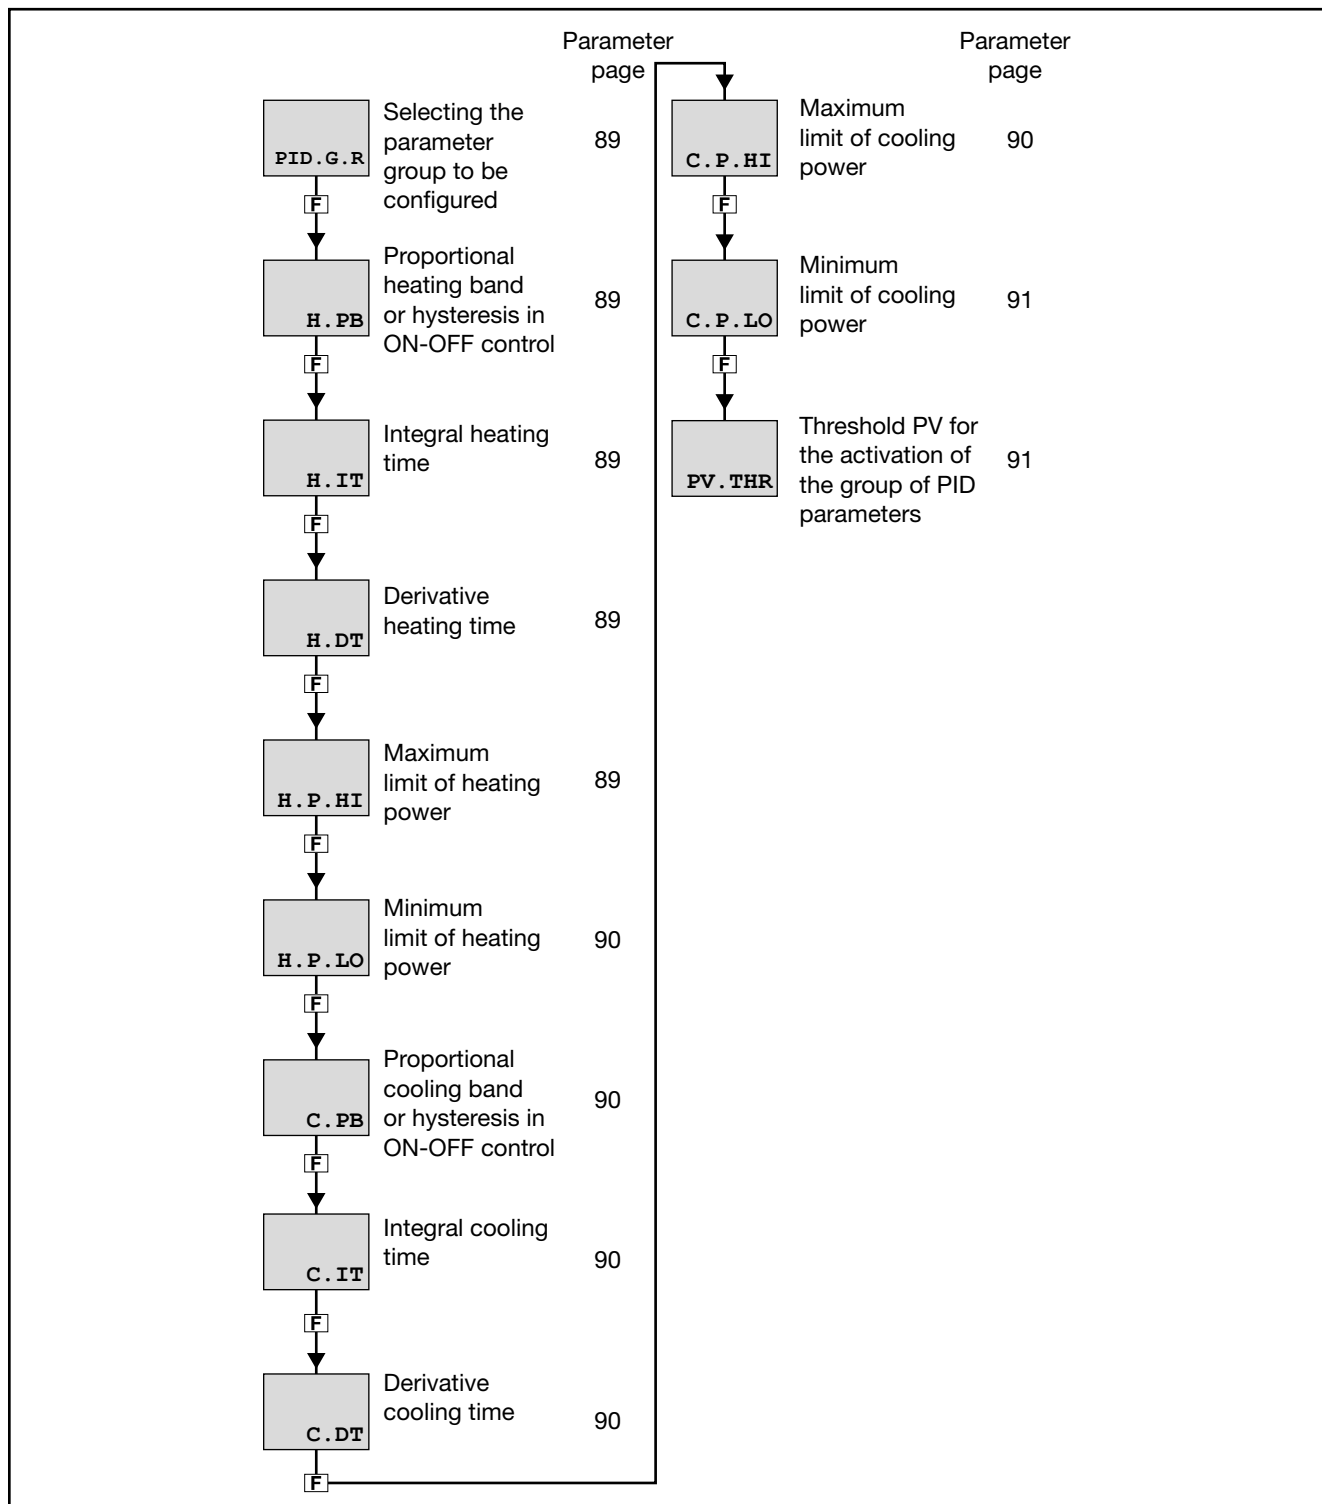 Parameter
page
PID.G.R
Selecting the
parameter
group to be
configured
89
F
H.PB
Proportional
heating band
or hysteresis in
ON-OFF control
89
F
H.IT
Integral heating
time
89
F
H.DT
Derivative
heating time
89
F
H.P.HI
Maximum
limit of heating
power
89
F
H.P.LO
Minimum
limit of heating
power
90
F
C.PB
Proportional
cooling band
or hysteresis in
ON-OFF control
90
F
C.IT
Integral cooling
time
90
F
C.DT
Derivative
cooling time
90
F
Parameter
page
C.P.HI
Maximum
limit of cooling
power
90
F
C.P.LO
Minimum
limit of cooling
power
91
F
PV.THR
Threshold PV for
the activation of
the group of PID
parameters
91